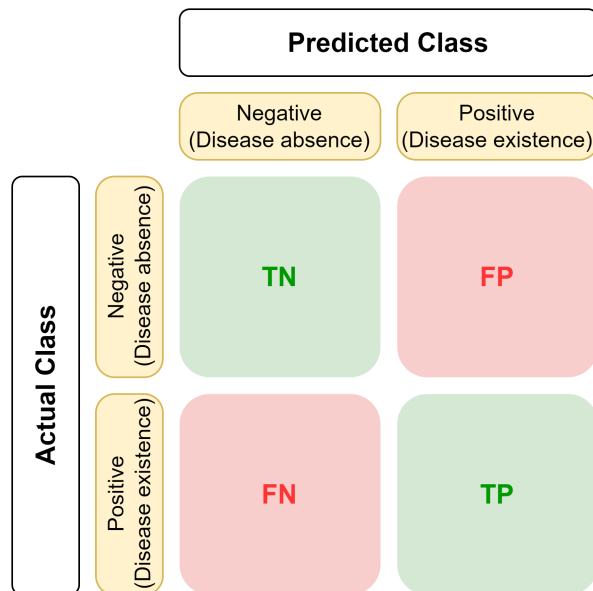 Predicted Class
Negative
(Disease absence)
Positive
(Disease existence)
Actual Class
Negative
(Disease absence)
TN
FP
Positive
(Disease existence)
FN
TP